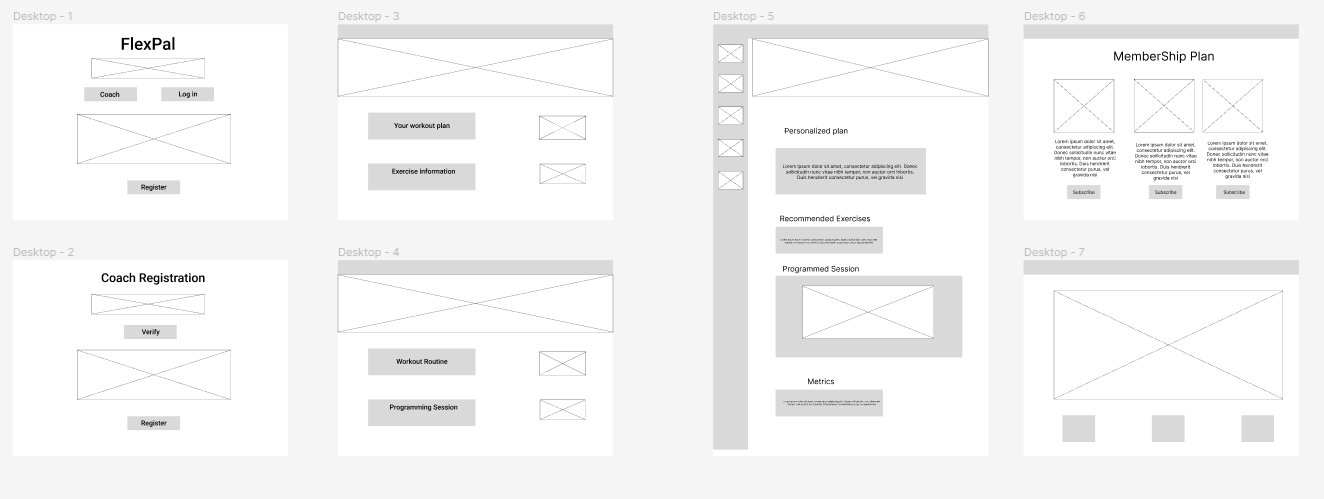 Desktop - 1
FlexPal
Coach
Log in
Register
Desktop - 2
Coach Registration
Verify
Register
Desktop - 3
Your workout plan
Exercise information
Desktop - 4
Workout Routine
Programming Session
Desktop - 5
Personalized plan
Lorem ipsum dolor sit amet, consectetur adipiscing elit. Donec
sollicitudin nunc vitae nibh tempor, non auctor orci lobortis.
Duis hendrerit consectetur purus, vel gravida nisl
Recommended Exercises
Programmed Session
Metrics
Desktop - 6
MemberShip Plan
Lorem ipsum dolor sit amet,
consectetur adipiscing elit.
Donec sollicitudin nunc vitae
nibh tempor, non auctor orci
lobortis. Duis hendrerit
consectetur purus, vel
gravida nisl
Subscribe
Lorem ipsum dolor sit amet,
consectetur adipiscing elit.
Donec sollicitudin nunc vitae
nibh tempor, non auctor orci
lobortis. Duis hendrerit
consectetur purus, vel
gravida nisl
Subscribe
Lorem ipsum dolor sit amet,
consectetur adipiscing elit.
Donec sollicitudin nunc vitae
nibh tempor, non auctor orci
lobortis. Duis hendrerit
consectetur purus, vel
gravida nisl
Subscribe
Desktop - 7